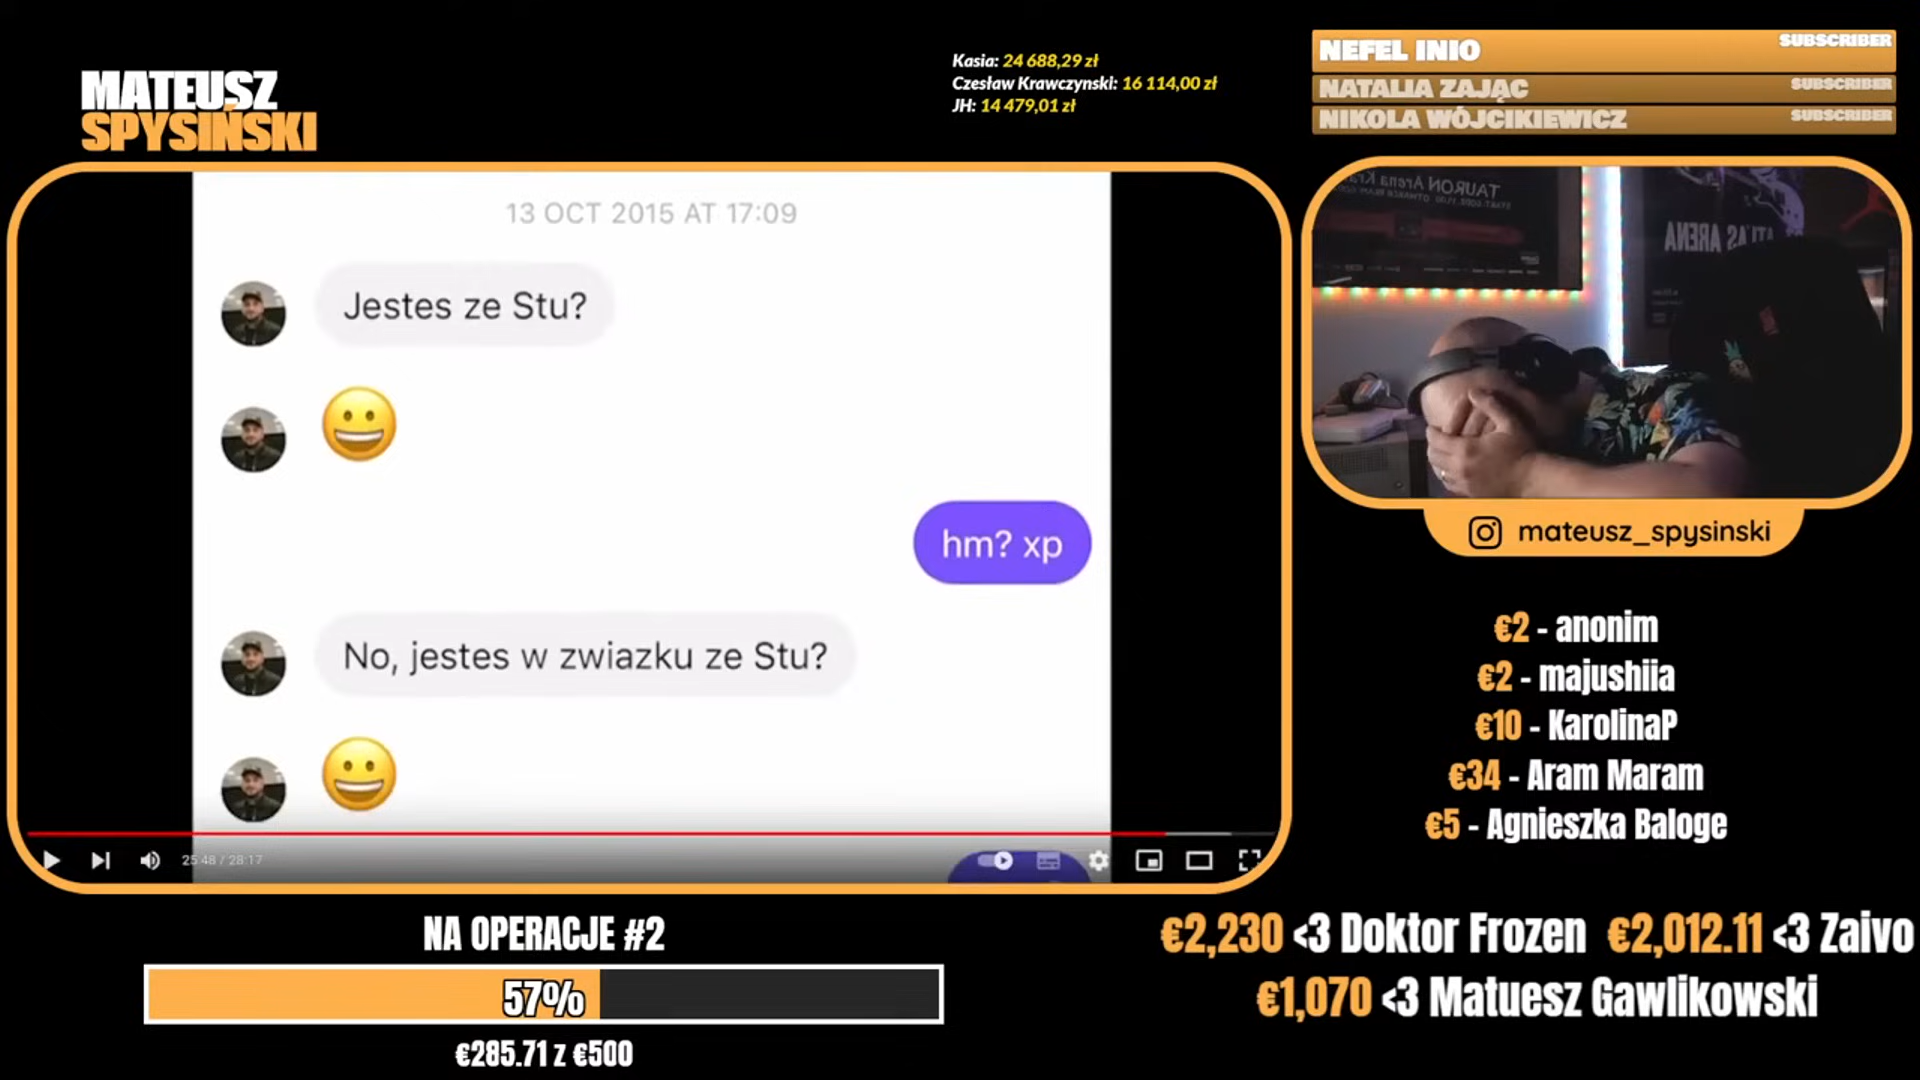 MATEUSZ
SPYSIŃSKI
Kasia: 24 688,29 zł
Czesław Krawczynski: 16 114,00 zł
JH: 14 479,01 zł
NEFEL INIO SUBSCRIBER
NATALIA ZAJĄC SUBSCRIBER
NIKOLA WÓJCIKIEWICZ SUBSCRIBER
13 OCT 2015 AT 17:09
Jestes ze Stu?
hm? xp
No, jestes w zwiazku ze Stu?
25:48 / 28:17
TAURON Arena
ATLAS ARENA
mateusz_spysinski
€2 - anonim
€2 - majushiia
€10 - KarolinaP
€34 - Aram Maram
€5 - Agnieszka Baloge
NA OPERACJE #2
57%
€285.71 z €500
€2,230 <3 Doktor Frozen €2,012.11 <3 Zaivo
€1,070 <3 Matuesz Gawlikowski